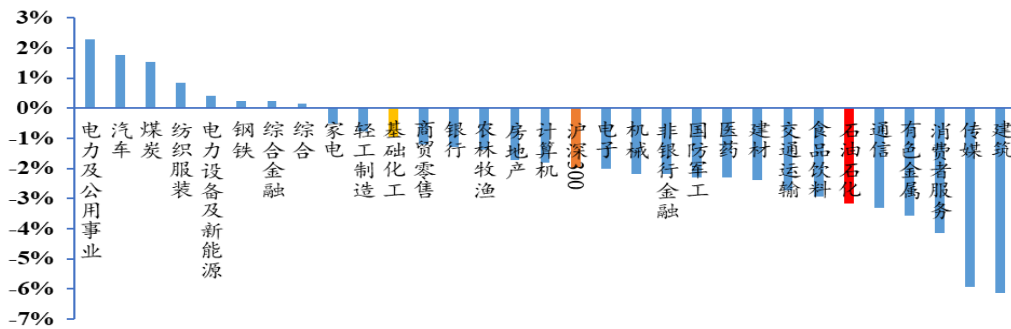 3%
2%
1%
0%
-1%
-2%
-3%
-4%
-5%
-6%
-7%
电力及公用事业
汽车
煤炭
纺织服装
电力设备及新能源
钢铁
综合金融
综合
家电
轻工制造
基础化工
商贸零售
银行
农林牧渔
房地产
计算机
沪深300
电子
机械
非银行金融
国防军工
医药
建材
交通运输
食品饮料
石油石化
通信
有色金属
消费者服务
传媒
建筑